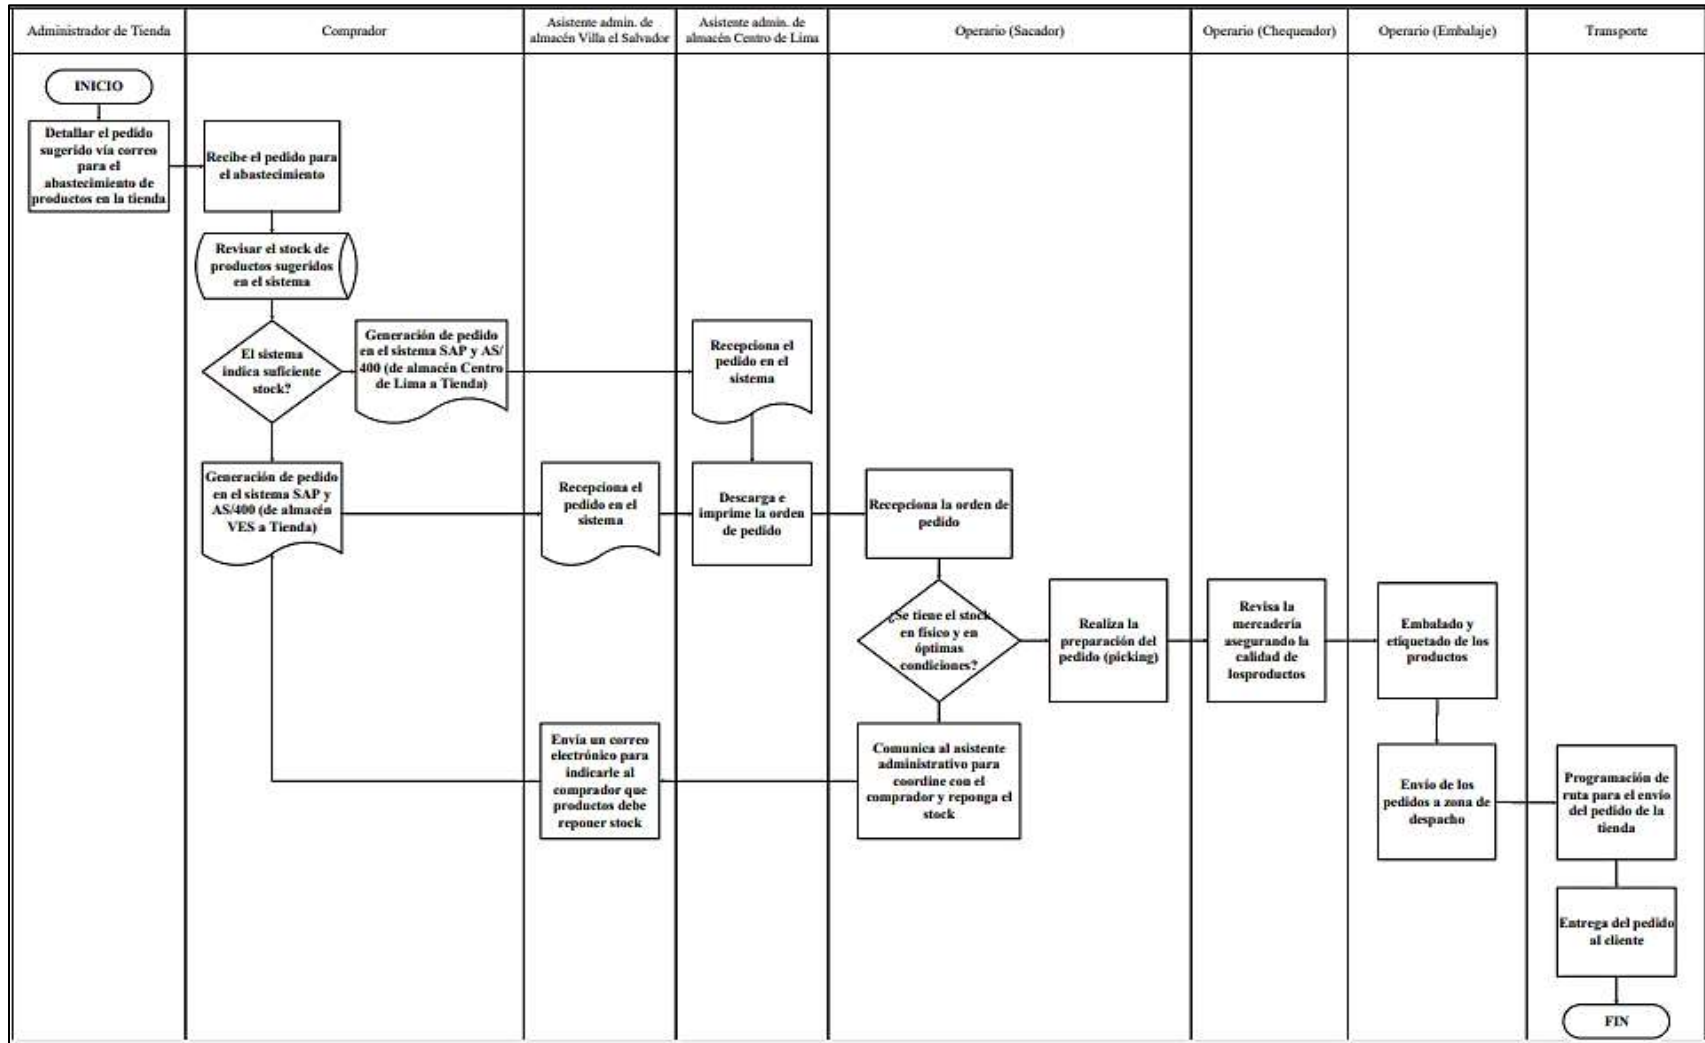 Administrador de Tienda
Comprador
Asistente admin. de
almacén Villa el Salvador
Asistente admin. de
almacén Centro de Lima
Operario (Sacador)
Operario (Chequeador)
Operario (Embalaje)
Transporte
INICIO
Detallar el pedido
sugerido vía correo
para el
abastecimiento de
productos en la tienda
Recibe el pedido para
el abastecimiento
Revisar el stock de
productos sugeridos
en el sistema
El sistema
indica suficiente
stock?
Generación de pedido
en el sistema SAP y AS/
400 (de almacén Centro
de Lima a Tienda)
Recepciona el
pedido en el
sistema
Generación de pedido
en el sistema SAP y
AS/400 (de almacén
VES a Tienda)
Recepciona el
pedido en el
sistema
Descarga e
imprime la orden
de pedido
Recepciona la orden de
pedido
¿Se tiene el stock
en físico y en
óptimas
condiciones?
Realiza la
preparación del
pedido (picking)
Revisa la
mercadería
asegurando la
calidad de
losproductos
Embalado y
etiquetado de los
productos
Envía un correo
electrónico para
indicarle al
comprador que
productos debe
reponer stock
Comunica al asistente
administrativo para
coordine con el
comprador y reponga el
stock
Envío de los
pedidos a zona de
despacho
Programación de
ruta para el envío
del pedido de la
tienda
Entrega del pedido
al cliente
FIN